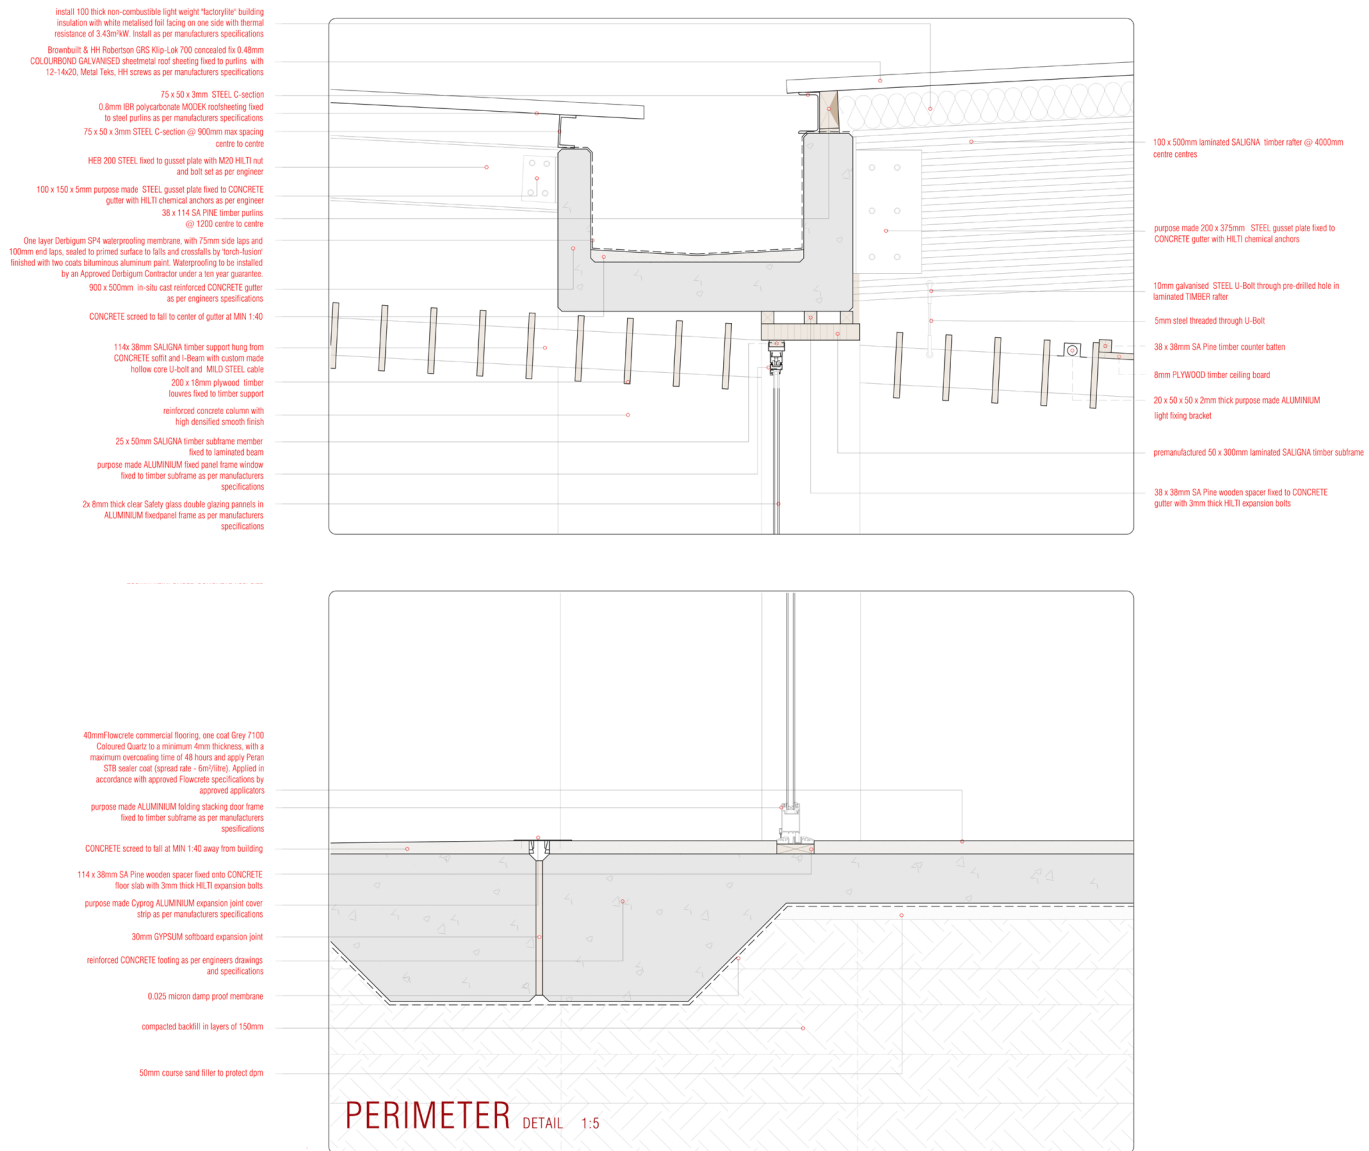 install 100 thick non-combustible light weight "factorylite" building
insulation with white metalised foil facing on one side with thermal
resistance of 3.43m²kW. Install as per manufacturers specifications
Brownbuilt & HH Robertson GRS Klip-Lok 700 concealed fix 0.48mm
COLOURBOND GALVANISED sheetmetal roof sheeting fixed to purlins with
12-14x20, Metal Teks, HH screws as per manufacturers specifications
75 x 50 x 3mm STEEL C-section
0.8mm IBR polycarbonate MODEK roofsheeting fixed
to steel purlins as per manufacturers specifications
75 x 50 x 3mm STEEL C-section @ 900mm max spacing
centre to centre
HEB 200 STEEL fixed to gusset plate with M20 HILTI nut
and bolt set as per engineer
100 x 150 x 5mm purpose made STEEL gusset plate fixed to CONCRETE
gutter with HILTI chemical anchors as per engineer
38 x 114 SA PINE timber purlins
@ 1200 centre to centre
One layer Derbigum SP4 waterproofing membrane, with 75mm side laps and
100mm end laps, sealed to primed surface to falls and crossfalls by 'torch-fusion'
finished with two coats bituminous aluminum paint. Waterproofing to be installed
by an Approved Derbigum Contractor under a ten year guarantee.
900 x 500mm in-situ cast reinforced CONCRETE gutter
as per engineers spesifications
CONCRETE screed to fall to center of gutter at MIN 1:40
114x 38mm SALIGNA timber support hung from
CONCRETE soffit and I-Beam with custom made
hollow core U-bolt and MILD STEEL cable
200 x 18mm plywood timber
louvres fixed to timber support
reinforced concrete column with
high densified smooth finish
25 x 50mm SALIGNA timber subframe member
fixed to laminated beam
purpose made ALUMINIUM fixed panel frame window
fixed to timber subframe as per manufacturers
spesifications
2x 8mm thick clear Safety glass double glazing pannels in
ALUMINIUM fixedpanel frame as per manufacturers
spesifications
100 x 500mm laminated SALIGNA timber rafter @ 4000mm
centre centres
purpose made 200 x 375mm STEEL gusset plate fixed to
CONCRETE gutter with HILTI chemical anchors
10mm galvanised STEEL U-Bolt through pre-drilled hole in
laminated TIMBER rafter
5mm steel threaded through U-Bolt
38 x 38mm SA Pine timber counter batten
8mm PLYWOOD timber ceiling board
20 x 50 x 50 x 2mm thick purpose made ALUMINIUM
light fixing bracket
premanufactured 50 x 300mm laminated SALIGNA timber subframe
38 x 38mm SA Pine wooden spacer fixed to CONCRETE
gutter with 3mm thick HILTI expansion bolts
40mmFlowcrete commercial flooring, one coat Grey 7100
Coloured Quartz to a minimum 4mm thickness, with a
maximum overcoating time of 48 hours and apply Peran
STB sealer coat (spread rate - 6m²/litre). Applied in
accordance with approved Flowcrete specifications by
approved applicators
purpose made ALUMINIUM folding stacking door frame
fixed to timber subframe as per manufacturers
spesifications
CONCRETE screed to fall at MIN 1:40 away from building
114 x 38mm SA Pine wooden spacer fixed onto CONCRETE
floor slab with 3mm thick HILTI expansion bolts
purpose made Cyprog ALUMINIUM expansion joint cover
strip as per manufacturers specifications
30mm GYPSUM softboard expansion joint
reinforced CONCRETE footing as per engineers drawings
and specifications
0.025 micron damp proof membrane
compacted backfill in layers of 150mm
50mm course sand filler to protect dpm
PERIMETER DETAIL 1:5